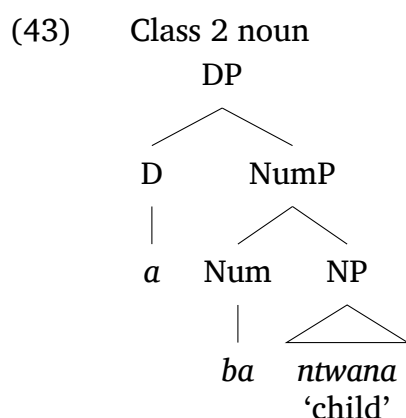 (43) Class 2 noun
DP
D NumP
a Num NP
ba ntwana
‘child’